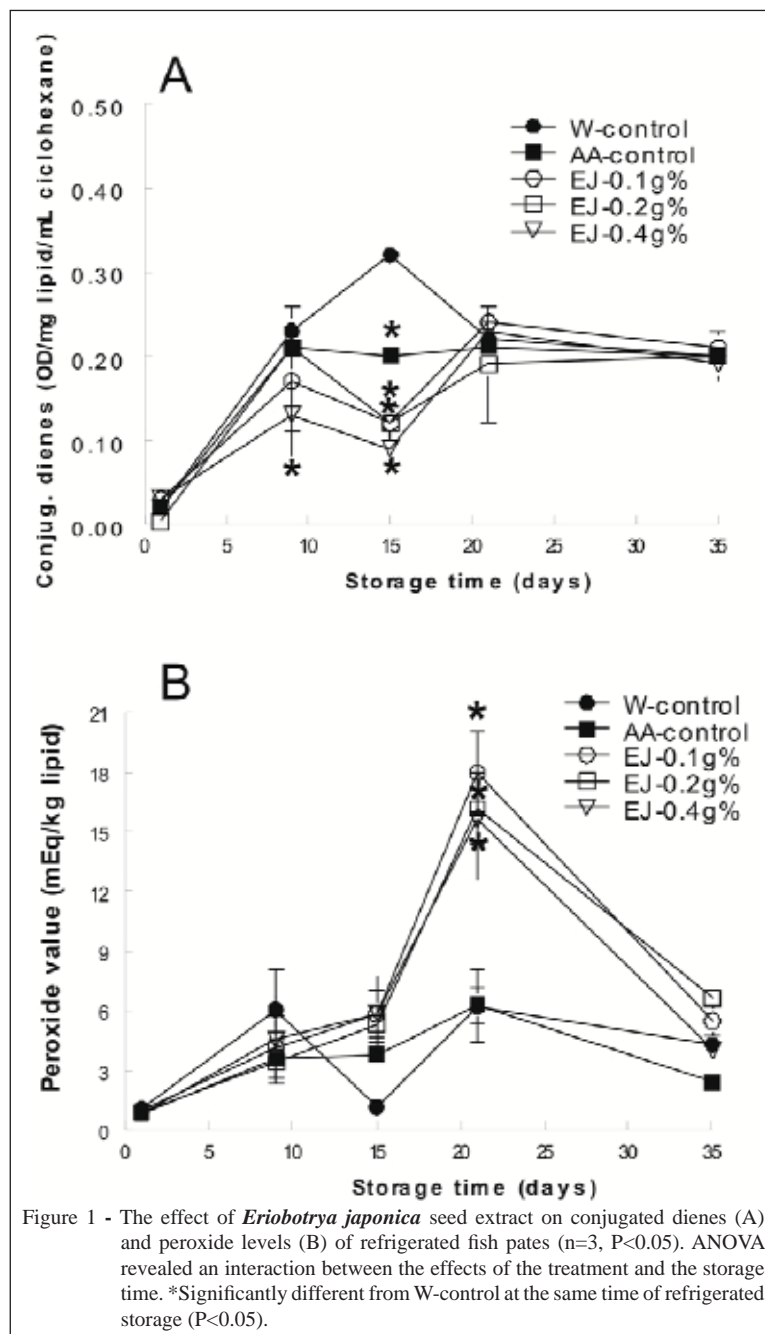 A
0.50
0.40
0.30
0.20
0.10
0.00
Conjug. dienes (OD/mg lipid/mL ciclohexane)
W-control
AA-control
EJ-0.1g%
EJ-0.2g%
EJ-0.4g%
*
*
*
*
*
0 5 10 15 20 25 30 35
Storage time (days)
B
21
18
15
12
9
6
3
0
Peroxide value (mEq/kg lipid)
W-control
AA-control
EJ-0.1g%
EJ-0.2g%
EJ-0.4g%
*
*
*
0 5 10 15 20 25 30 35
Storage time (days)
Figure 1 - The effect of Eriobotrya japonica seed extract on conjugated dienes (A)
and peroxide levels (B) of refrigerated fish pates (n=3, P<0.05). ANOVA
revealed an interaction between the effects of the treatment and the storage
time. *Significantly different from W-control at the same time of refrigerated
storage (P<0.05).